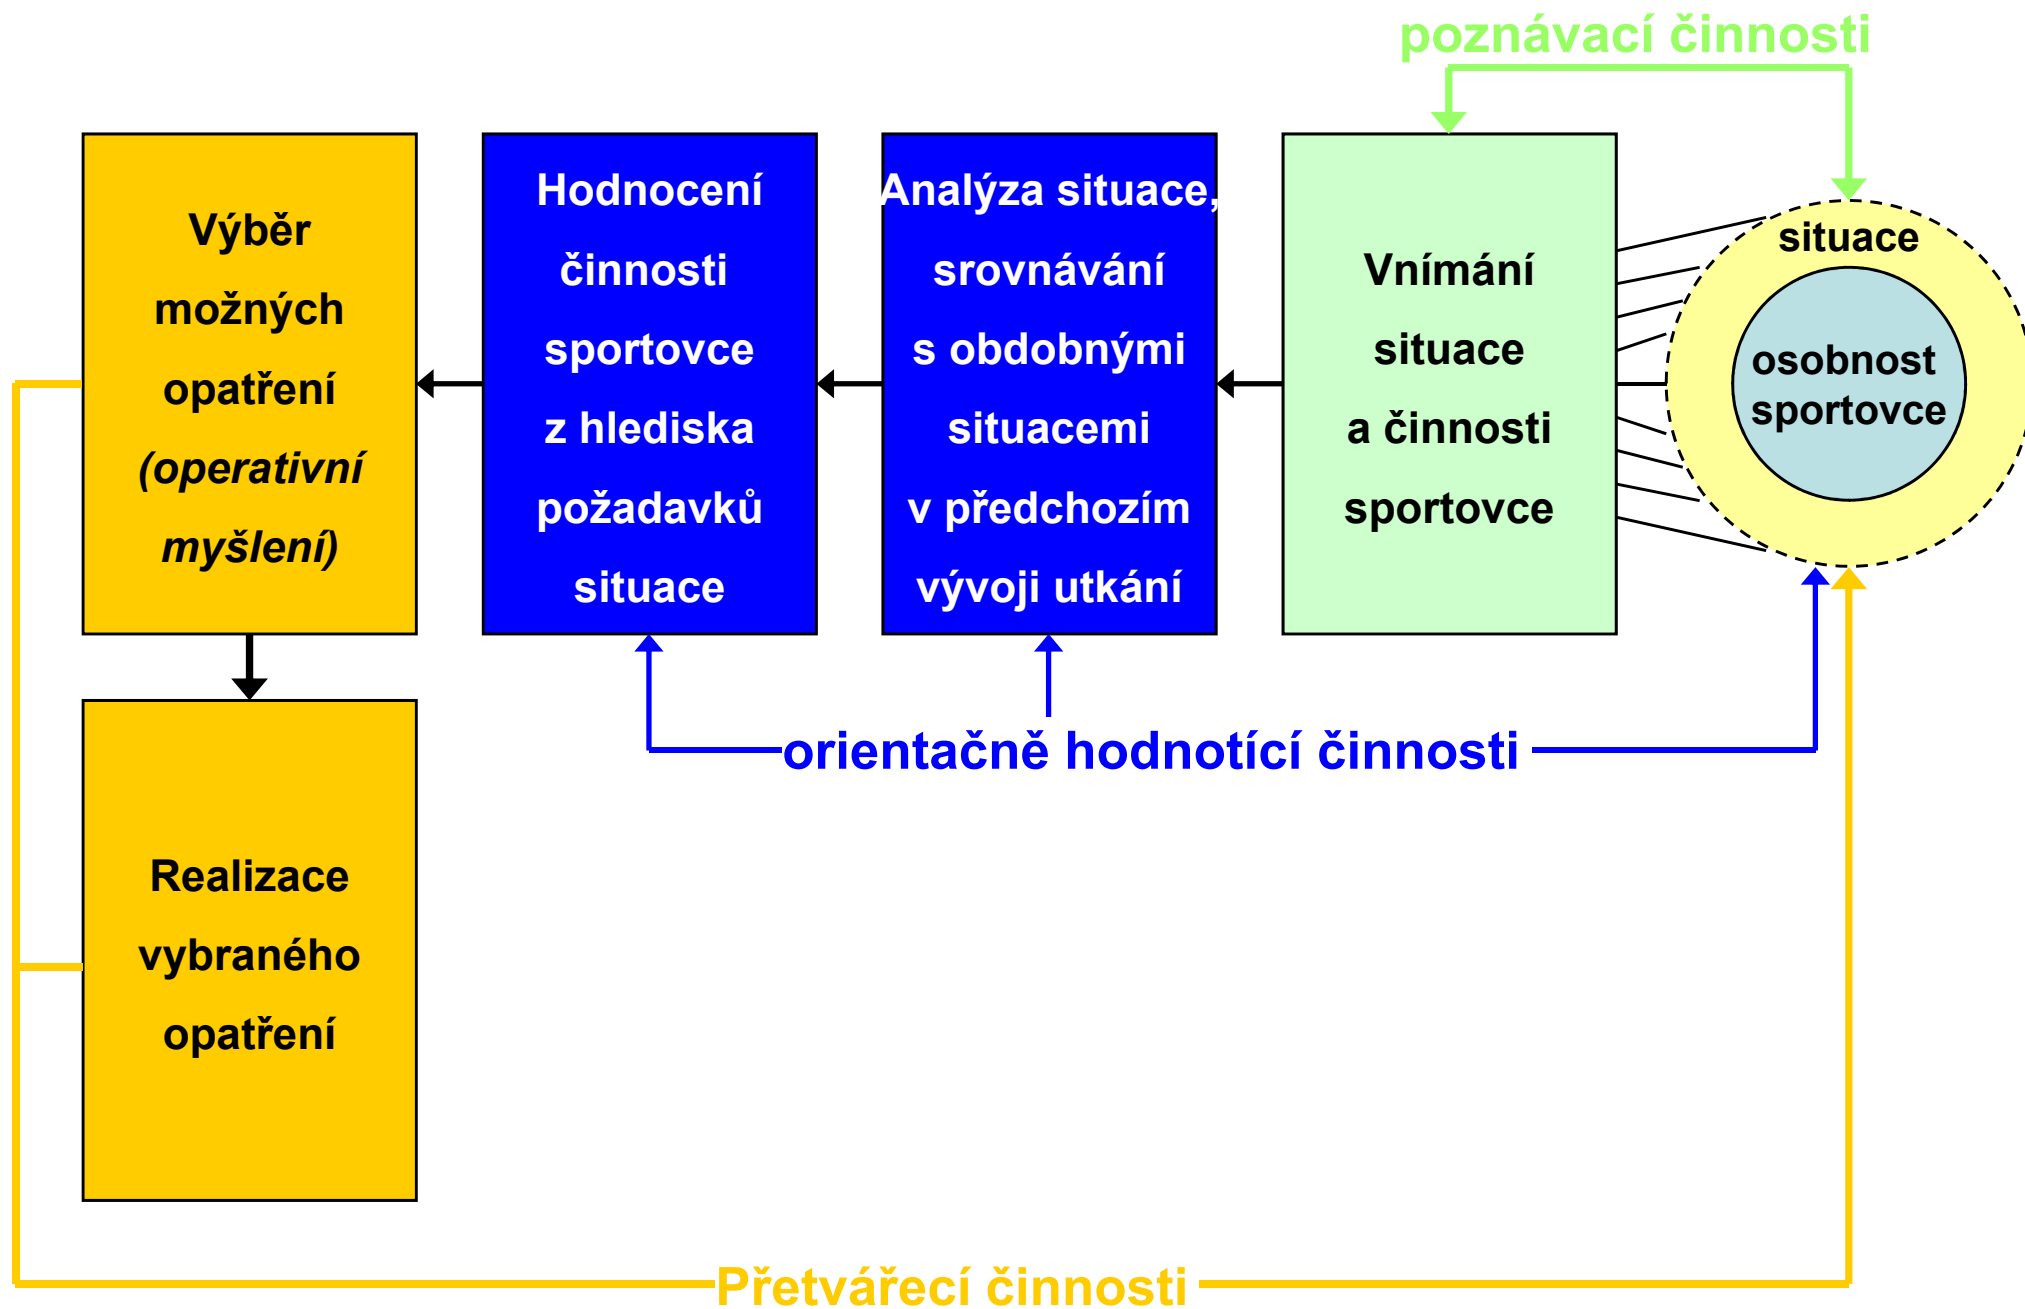 poznávací činnosti
Výběr
možných
opatření
(operativní
myšlení)
Hodnocení
činnosti
sportovce
z hlediska
požadavků
situace
Analýza situace,
srovnávání
s obdobnými
situacemi
v předchozím
vývoji utkání
Vnímání
situace
a činnosti
sportovce
situace
osobnost
sportovce
orientačně hodnotící činnosti
Realizace
vybraného
opatření
Přetvářecí činnosti